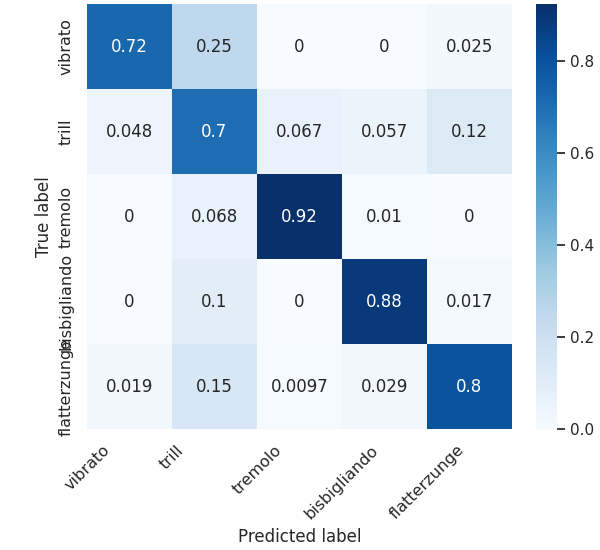 vibrato 0.72 0.25 0 0 0.025
trill 0.048 0.7 0.067 0.057 0.12
tremolo 0 0.068 0.92 0.01 0
bisbigliando 0 0.1 0 0.88 0.017
flatterzunge 0.019 0.15 0.0097 0.029 0.8
True label
vibrato trill tremolo bisbigliando flatterzunge
Predicted label
0.8
0.6
0.4
0.2
0.0